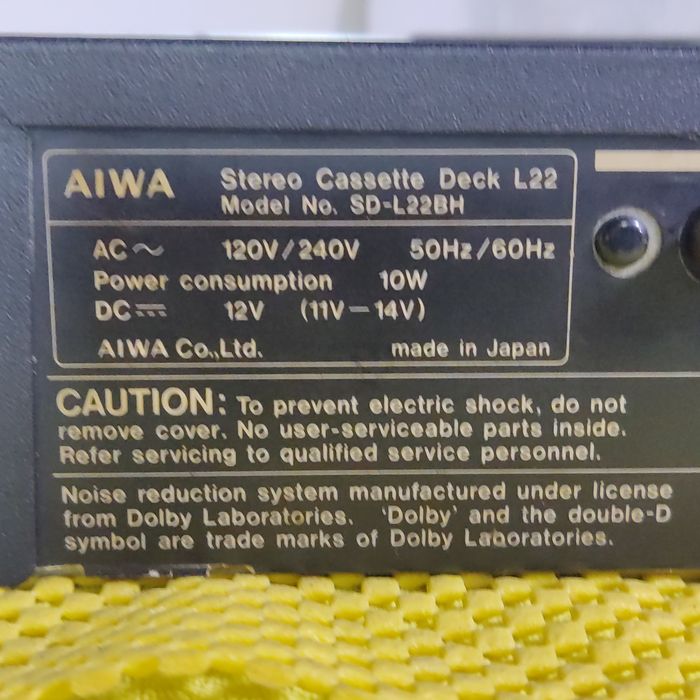 AIWA Stereo Cassette Deck L22
Model No. SD-L22BH
AC～ 120V/240V 50Hz/60Hz
Power consumption 10W
DC⎓ 12V (11V－14V)
AIWA Co.,Ltd. made in Japan
CAUTION: To prevent electric shock, do not
remove cover. No user-serviceable parts inside.
Refer servicing to qualified service personnel.
Noise reduction system manufactured under license
from Dolby Laboratories. 'Dolby' and the double-D
symbol are trade marks of Dolby Laboratories.